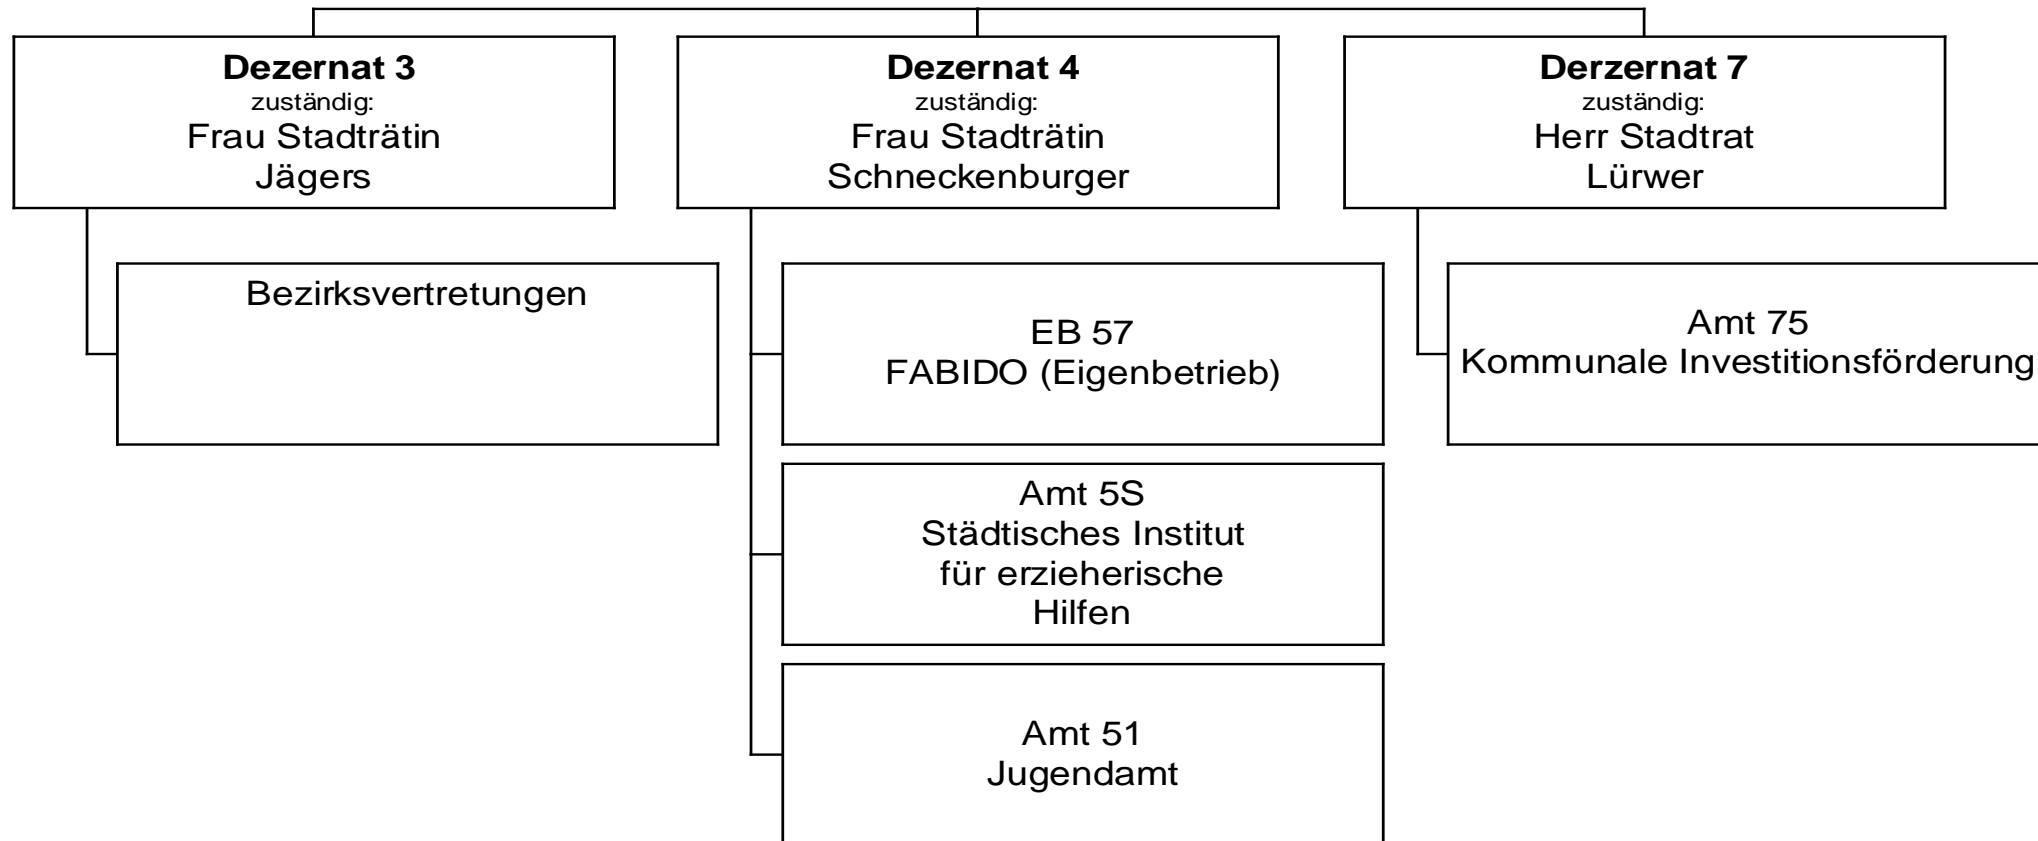 Dezernat 3
zuständig:
Frau Stadträtin
Jägers
Dezernat 4
zuständig:
Frau Stadträtin
Schneckenburger
Derzernat 7
zuständig:
Herr Stadtrat
Lürwer
Bezirksvertretungen
EB 57
FABIDO (Eigenbetrieb)
Amt 5S
Städtisches Institut
für erzieherische
Hilfen
Amt 51
Jugendamt
Amt 75
Kommunale Investitionsförderung